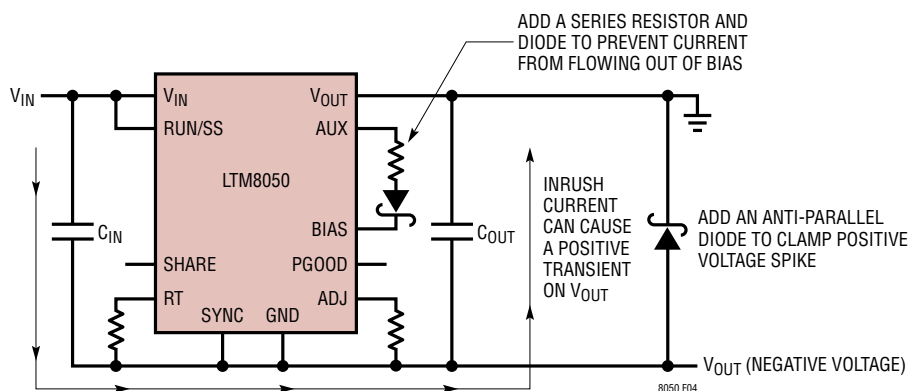 ADD A SERIES RESISTOR AND
DIODE TO PREVENT CURRENT
FROM FLOWING OUT OF BIAS
VIN
VIN
VOUT
RUN/SS
AUX
LTM8050
INRUSH
CURRENT
CAN CAUSE
A POSITIVE
TRANSIENT
ON VOUT
ADD AN ANTI-PARALLEL
DIODE TO CLAMP POSITIVE
VOLTAGE SPIKE
CIN
BIAS
COUT
SHARE
PGOOD
RT
ADJ
SYNC
GND
VOUT (NEGATIVE VOLTAGE)
8050 F04